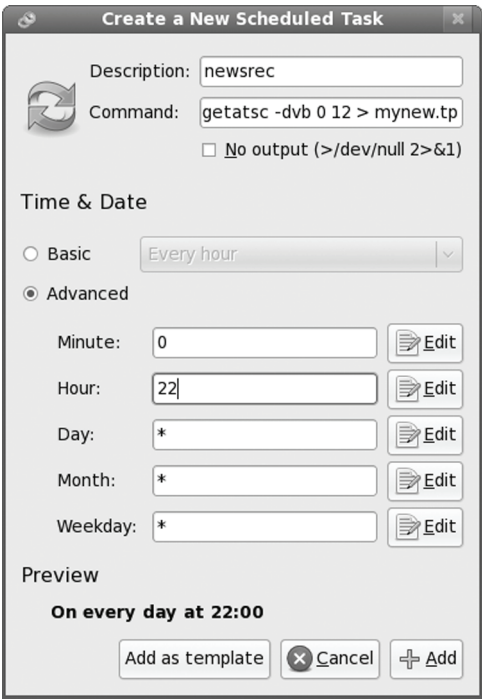 Create a New Scheduled Task
Description: newsrec
Command: getatsc -dvb 0 12 > mynew.tp
No output (>/dev/null 2>&1)
Time & Date
Basic Every hour
Advanced
Minute: 0 Edit
Hour: 22 Edit
Day: * Edit
Month: * Edit
Weekday: * Edit
Preview
On every day at 22:00
Add as template Cancel Add